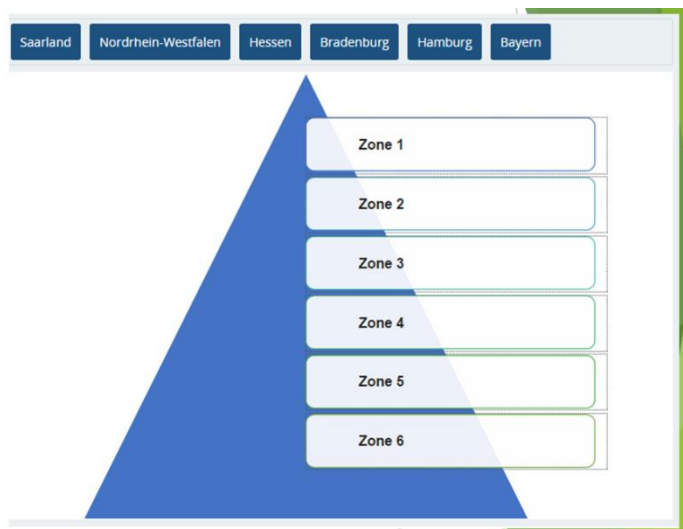 Saarland Nordrhein-Westfalen Hessen Bradenburg Hamburg Bayern
Zone 1
Zone 2
Zone 3
Zone 4
Zone 5
Zone 6